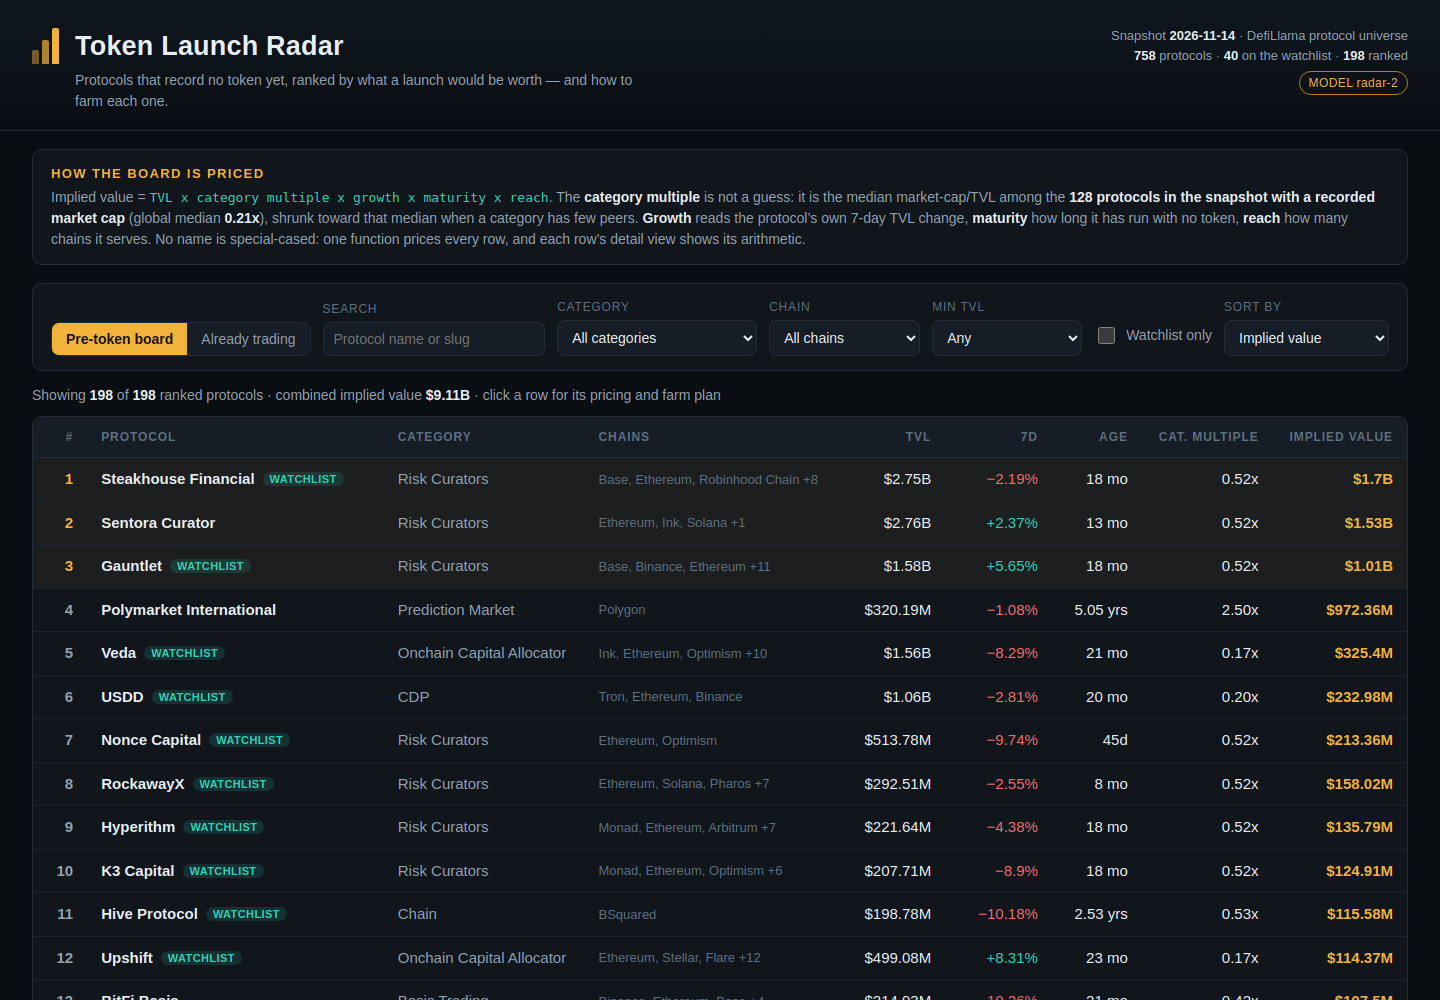 Token Launch Radar
Protocols that record no token yet, ranked by what a launch would be worth — and how to
farm each one.
Snapshot 2026-11-14 · DefiLlama protocol universe
758 protocols · 40 on the watchlist · 198 ranked
MODEL radar-2
HOW THE BOARD IS PRICED
Implied value = TVL x category multiple x growth x maturity x reach. The category multiple is not a guess: it is the median market-cap/TVL among the 128 protocols in the snapshot with a recorded
market cap (global median 0.21x), shrunk toward that median when a category has few peers. Growth reads the protocol's own 7-day TVL change, maturity how long it has run with no token, reach how many
chains it serves. No name is special-cased: one function prices every row, and each row's detail view shows its arithmetic.
Pre-token board Already trading
SEARCH
Protocol name or slug
CATEGORY
All categories
CHAIN
All chains
MIN TVL
Any
Watchlist only
SORT BY
Implied value
Showing 198 of 198 ranked protocols · combined implied value $9.11B · click a row for its pricing and farm plan
# PROTOCOL CATEGORY CHAINS TVL 7D AGE CAT. MULTIPLE IMPLIED VALUE
1 Steakhouse Financial WATCHLIST Risk Curators Base, Ethereum, Robinhood Chain +8 $2.75B −2.19% 18 mo 0.52x $1.7B
2 Sentora Curator Risk Curators Ethereum, Ink, Solana +1 $2.76B +2.37% 13 mo 0.52x $1.53B
3 Gauntlet WATCHLIST Risk Curators Base, Binance, Ethereum +11 $1.58B +5.65% 18 mo 0.52x $1.01B
4 Polymarket International Prediction Market Polygon $320.19M −1.08% 5.05 yrs 2.50x $972.36M
5 Veda WATCHLIST Onchain Capital Allocator Ink, Ethereum, Optimism +10 $1.56B −8.29% 21 mo 0.17x $325.4M
6 USDD WATCHLIST CDP Tron, Ethereum, Binance $1.06B −2.81% 20 mo 0.20x $232.98M
7 Nonce Capital WATCHLIST Risk Curators Ethereum, Optimism $513.78M −9.74% 45d 0.52x $213.36M
8 RockawayX WATCHLIST Risk Curators Ethereum, Solana, Pharos +7 $292.51M −2.55% 8 mo 0.52x $158.02M
9 Hyperithm WATCHLIST Risk Curators Monad, Ethereum, Arbitrum +7 $221.64M −4.38% 18 mo 0.52x $135.79M
10 K3 Capital WATCHLIST Risk Curators Monad, Ethereum, Optimism +6 $207.71M −8.9% 18 mo 0.52x $124.91M
11 Hive Protocol WATCHLIST Chain BSquared $198.78M −10.18% 2.53 yrs 0.53x $115.58M
12 Upshift WATCHLIST Onchain Capital Allocator Ethereum, Stellar, Flare +12 $499.08M +8.31% 23 mo 0.17x $114.37M